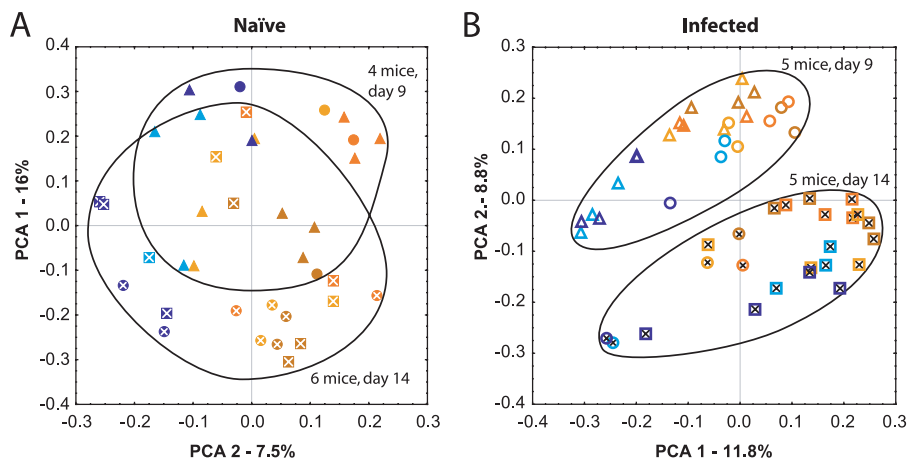 A
Naïve
0.4
0.3
0.2
0.1
0.0
-0.1
-0.2
-0.3
-0.4
PCA 1 - 16%
4 mice,
day 9
6 mice, day 14
-0.3
-0.2
-0.1
0.0
0.1
0.2
0.3
PCA 2 - 7.5%
B
Infected
0.3
0.2
0.1
0.0
-0.1
-0.2
-0.3
-0.4
PCA 2.- 8.8%
5 mice, day 9
5 mice, day 14
-0.4
-0.3
-0.2
-0.1
0.0
0.1
0.2
0.3
PCA 1 - 11.8%